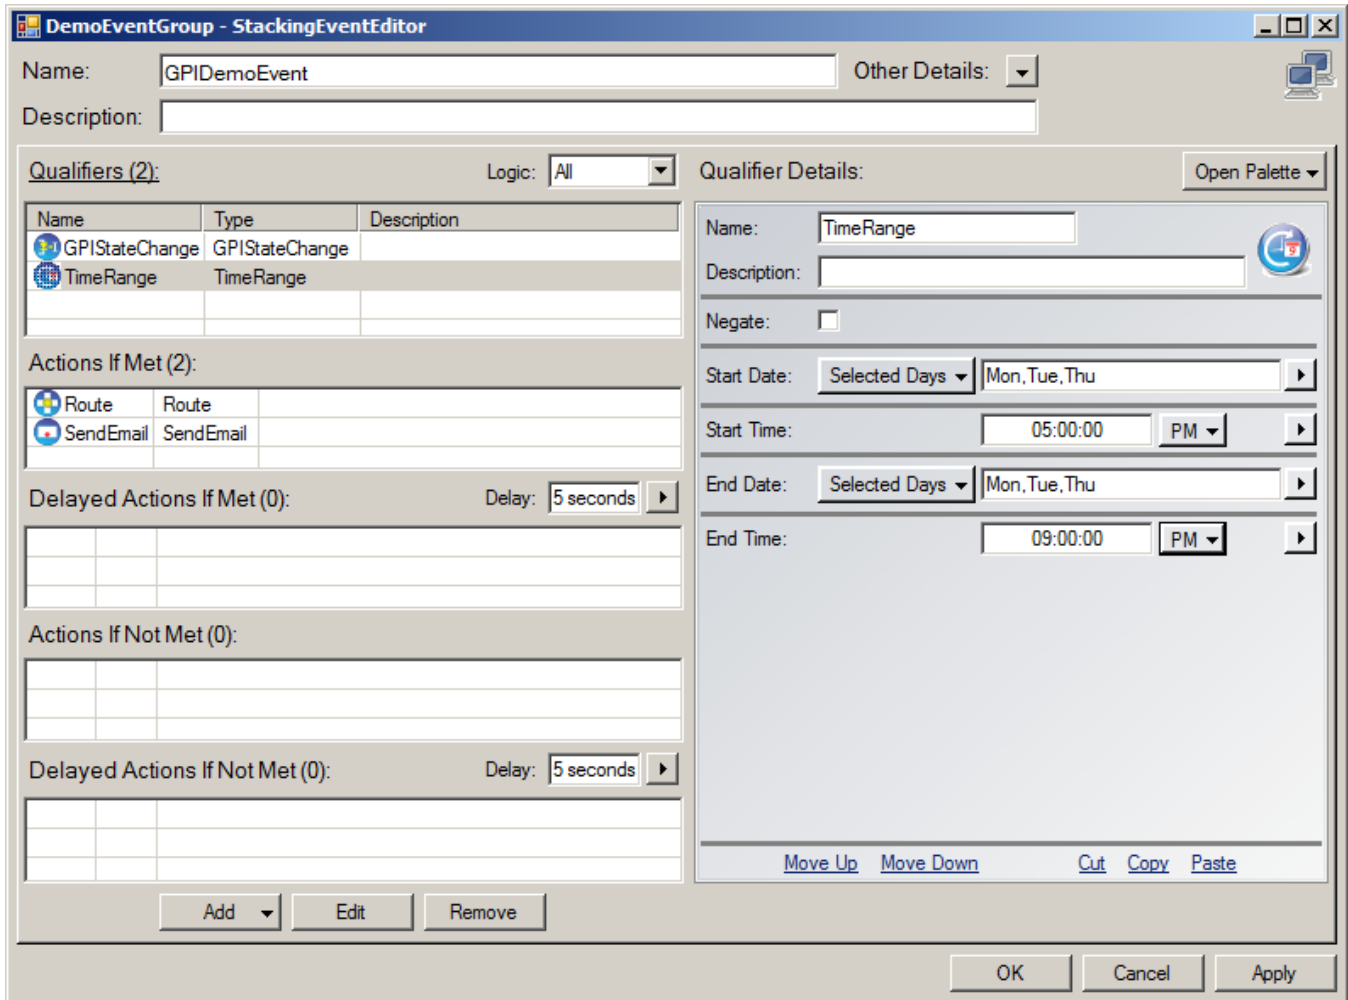 DemoEventGroup - StackingEventEditor
Name: GPIDemoEvent Other Details:
Description:
Qualifiers (2): Logic: All
Name Type Description
GPIStateChange GPIStateChange
TimeRange TimeRange
Actions If Met (2):
Route Route
SendEmail SendEmail
Delayed Actions If Met (0): Delay: 5 seconds
Actions If Not Met (0):
Delayed Actions If Not Met (0): Delay: 5 seconds
Add Edit Remove
Qualifier Details: Open Palette
Name: TimeRange
Description:
Negate:
Start Date: Selected Days Mon,Tue,Thu
Start Time: 05:00:00 PM
End Date: Selected Days Mon,Tue,Thu
End Time: 09:00:00 PM
Move Up Move Down Cut Copy Paste
OK Cancel Apply